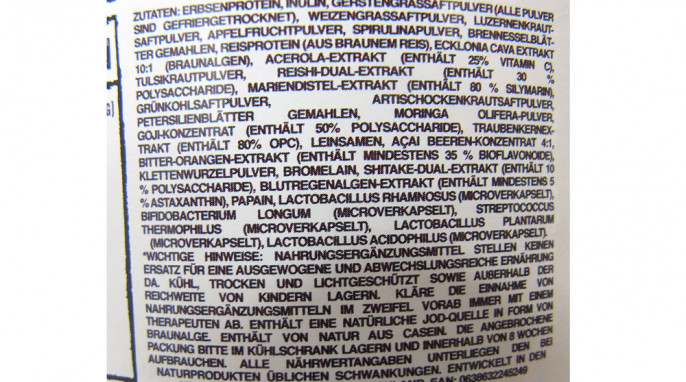 ZUTATEN: ERBSENPROTEIN, INULIN, GERSTENGRASSAFTPULVER (ALLE PULVER
SIND GEFRIERGETROCKNET), WEIZENGRASSAFTPULVER, LUZERNENKRAUT-
SAFTPULVER, APFELFRUCHTPULVER, SPIRULINAPULVER, BRENNESSELBLÄT-
TER GEMAHLEN, REISPROTEIN (AUS BRAUNEM REIS), ECKLONIA CAVA EXTRAKT
10:1 (BRAUNALGEN), ACEROLA-EXTRAKT (ENTHÄLT 25% VITAMIN C),
TULSIKRAUTPULVER, REISHI-DUAL-EXTRAKT (ENTHÄLT 30 %
POLYSACCHARIDE), MARIENDISTEL-EXTRAKT (ENTHÄLT 80 % SILYMARIN),
GRÜNKOHLSAFTPULVER, ARTISCHOCKENKRAUTSAFTPULVER,
PETERSILIENBLÄTTER GEMAHLEN, MORINGA OLIFERA-PULVER,
GOJI-KONZENTRAT (ENTHÄLT 50% POLYSACCHARIDE), TRAUBENKERNEX-
TRAKT (ENTHÄLT 80% OPC), LEINSAMEN, AÇAI BEEREN-KONZENTRAT 4:1,
BITTER-ORANGEN-EXTRAKT (ENTHÄLT MINDESTENS 35 % BIOFLAVONOIDE),
KLETTENWURZELPULVER, BROMELAIN, SHITAKE-DUAL-EXTRAKT (ENTHÄLT 10
% POLYSACCHARIDE), BLUTREGENALGEN-EXTRAKT (ENTHÄLT MINDESTENS 5
% ASTAXANTHIN), PAPAIN, LACTOBACILLUS RHAMNOSUS (MICROVERKAPSELT),
BIFIDOBACTERIUM LONGUM (MICROVERKAPSELT), STREPTOCOCCUS
THERMOPHILUS (MICROVERKAPSELT), LACTOBACILLUS PLANTARUM
(MICROVERKAPSELT), LACTOBACILLUS ACIDOPHILUS (MICROVERKAPSELT).
*WICHTIGE HINWEISE: NAHRUNGSERGÄNZUNGSMITTEL STELLEN KEINEN
ERSATZ FÜR EINE AUSGEWOGENE UND ABWECHSLUNGSREICHE ERNÄHRUNG
DA. KÜHL, TROCKEN UND LICHTGESCHÜTZT SOWIE AUßERHALB DER
REICHWEITE VON KINDERN LAGERN. KLÄRE DIE EINNAHME VON
NAHRUNGSERGÄNZUNGSMITTELN IM ZWEIFEL VORAB IMMER MIT EINEM
THERAPEUTEN AB. ENTHÄLT EINE NATÜRLICHE JOD-QUELLE IN FORM VON
BRAUNALGE. ENTHÄLT VON NATUR AUS CASEIN. DIE ANGEBROCHENE
PACKUNG BITTE IM KÜHLSCHRANK LAGERN UND INNERHALB VON 8 WOCHEN
AUFBRAUCHEN. ALLE NÄHRWERTANGABEN UNTERLIEGEN DEN BEI
NATURPRODUKTEN ÜBLICHEN SCHWANKUNGEN. ENTWICKELT IN DEN
EAN: 0638632245249